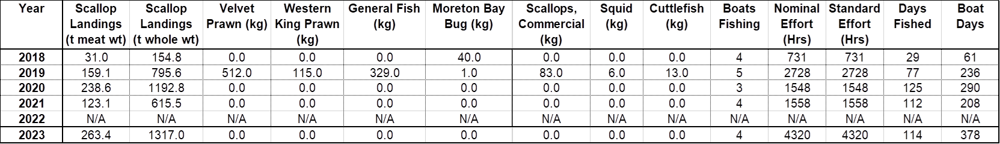 Year Scallop Landings (t meat wt) Scallop Landings (t whole wt) Velvet Prawn (kg) Western King Prawn (kg) General Fish (kg) Moreton Bay Bug (kg) Scallops, Commercial (kg) Squid (kg) Cuttlefish (kg) Boats Fishing Nominal Effort (Hrs) Standard Effort (Hrs) Days Fished Boat Days
2018 31.0 154.8 0.0 0.0 0.0 40.0 0.0 0.0 0.0 4 731 731 29 61
2019 159.1 795.6 512.0 115.0 329.0 1.0 83.0 6.0 13.0 5 2728 2728 77 236
2020 238.6 1192.8 0.0 0.0 0.0 0.0 0.0 0.0 0.0 3 1548 1548 125 290
2021 123.1 615.5 0.0 0.0 0.0 0.0 0.0 0.0 0.0 4 1558 1558 112 208
2022 N/A N/A N/A N/A N/A N/A N/A N/A N/A N/A N/A N/A N/A N/A
2023 263.4 1317.0 0.0 0.0 0.0 0.0 0.0 0.0 0.0 4 4320 4320 114 378